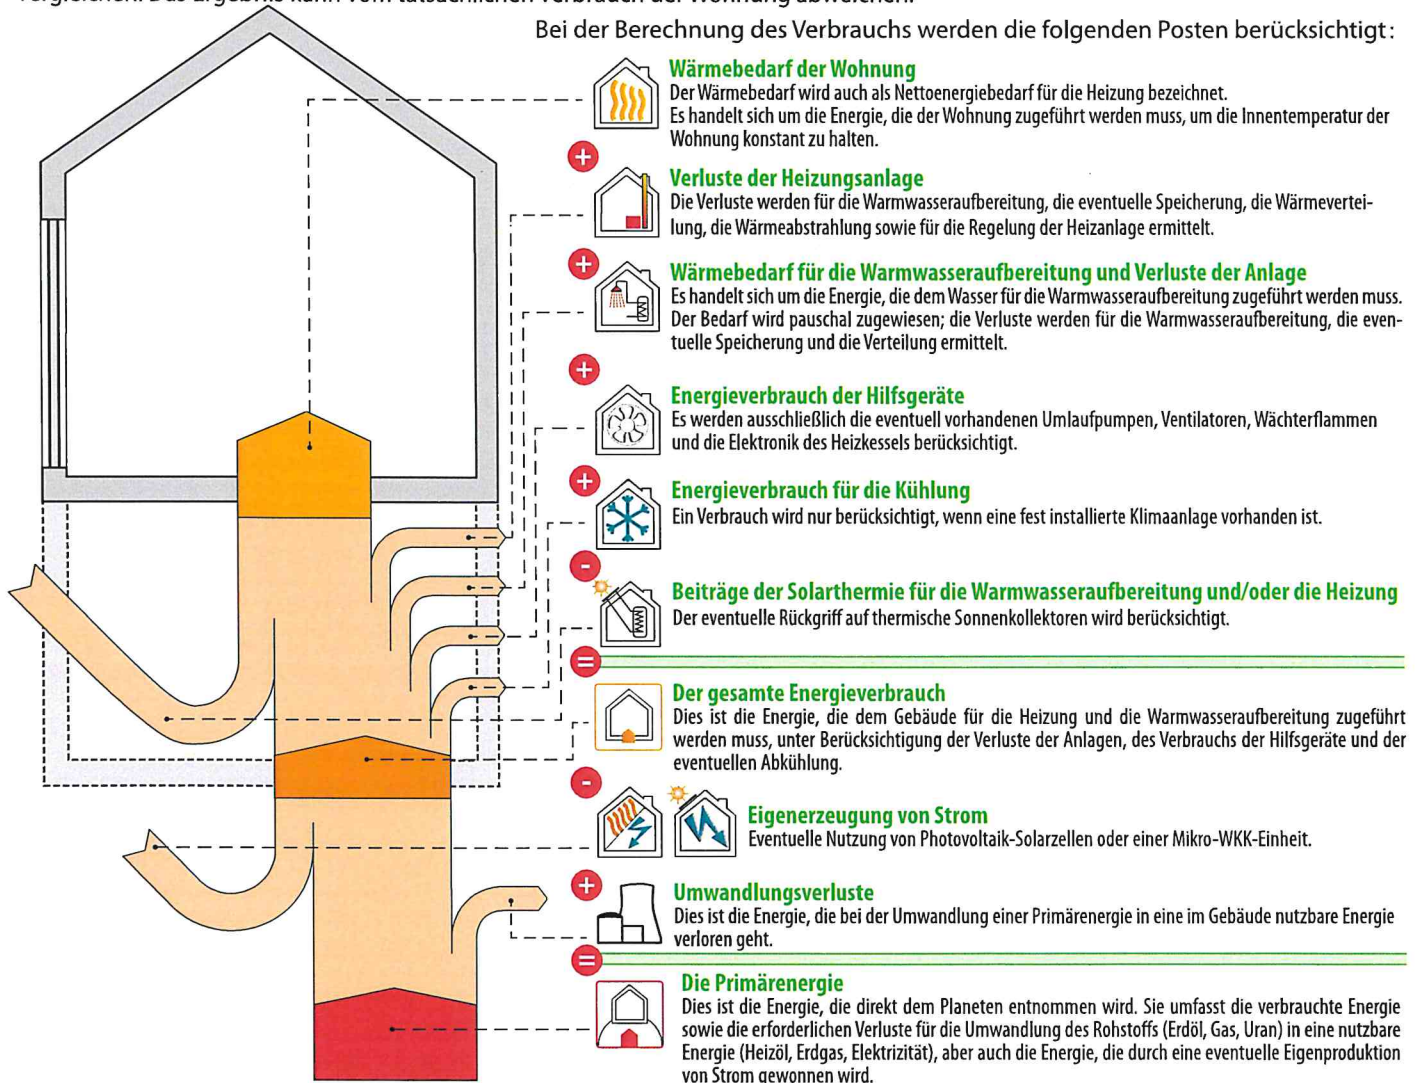 vergleichen. Das Ergebnis kann vom tatsächlichen Verbrauch der Wohnung abweichen.
Bei der Berechnung des Verbrauchs werden die folgenden Posten berücksichtigt:
Wärmebedarf der Wohnung
Der Wärmebedarf wird auch als Nettoenergiebedarf für die Heizung bezeichnet.
Es handelt sich um die Energie, die der Wohnung zugeführt werden muss, um die Innentemperatur der
Wohnung konstant zu halten.
+
Verluste der Heizungsanlage
Die Verluste werden für die Warmwasseraufbereitung, die eventuelle Speicherung, die Wärmevertei-
lung, die Wärmeabstrahlung sowie für die Regelung der Heizanlage ermittelt.
+
Wärmebedarf für die Warmwasseraufbereitung und Verluste der Anlage
Es handelt sich um die Energie, die dem Wasser für die Warmwasseraufbereitung zugeführt werden muss.
Der Bedarf wird pauschal zugewiesen; die Verluste werden für die Warmwasseraufbereitung, die even-
tuelle Speicherung und die Verteilung ermittelt.
+
Energieverbrauch der Hilfsgeräte
Es werden ausschließlich die eventuell vorhandenen Umlaufpumpen, Ventilatoren, Wächterflammen
und die Elektronik des Heizkessels berücksichtigt.
+
Energieverbrauch für die Kühlung
Ein Verbrauch wird nur berücksichtigt, wenn eine fest installierte Klimaanlage vorhanden ist.
-
Beiträge der Solarthermie für die Warmwasseraufbereitung und/oder die Heizung
Der eventuelle Rückgriff auf thermische Sonnenkollektoren wird berücksichtigt.
=
Der gesamte Energieverbrauch
Dies ist die Energie, die dem Gebäude für die Heizung und die Warmwasseraufbereitung zugeführt
werden muss, unter Berücksichtigung der Verluste der Anlagen, des Verbrauchs der Hilfsgeräte und der
eventuellen Abkühlung.
-
Eigenerzeugung von Strom
Eventuelle Nutzung von Photovoltaik-Solarzellen oder einer Mikro-WKK-Einheit.
+
Umwandlungsverluste
Dies ist die Energie, die bei der Umwandlung einer Primärenergie in eine im Gebäude nutzbare Energie
verloren geht.
=
Die Primärenergie
Dies ist die Energie, die direkt dem Planeten entnommen wird. Sie umfasst die verbrauchte Energie
sowie die erforderlichen Verluste für die Umwandlung des Rohstoffs (Erdöl, Gas, Uran) in eine nutzbare
Energie (Heizöl, Erdgas, Elektrizität), aber auch die Energie, die durch eine eventuelle Eigenproduktion
von Strom gewonnen wird.